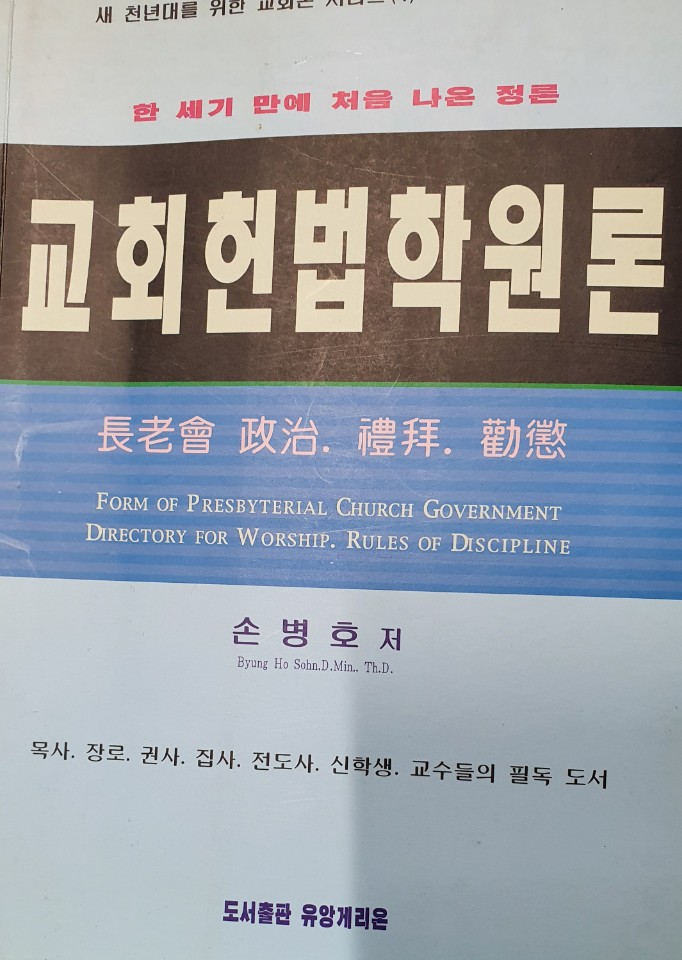 새 천년대를 위한 교회론 시리즈
한 세기 만에 처음 나온 정론
교회헌법학원론
長老會 政治. 禮拜. 勸懲
FORM OF PRESBYTERIAL CHURCH GOVERNMENT
DIRECTORY FOR WORSHIP. RULES OF DISCIPLINE
손병호 저
Byung Ho Sohn.D.Min.. Th.D.
목사. 장로. 권사. 집사. 전도사. 신학생. 교수들의 필독 도서
도서출판 유앙게리온